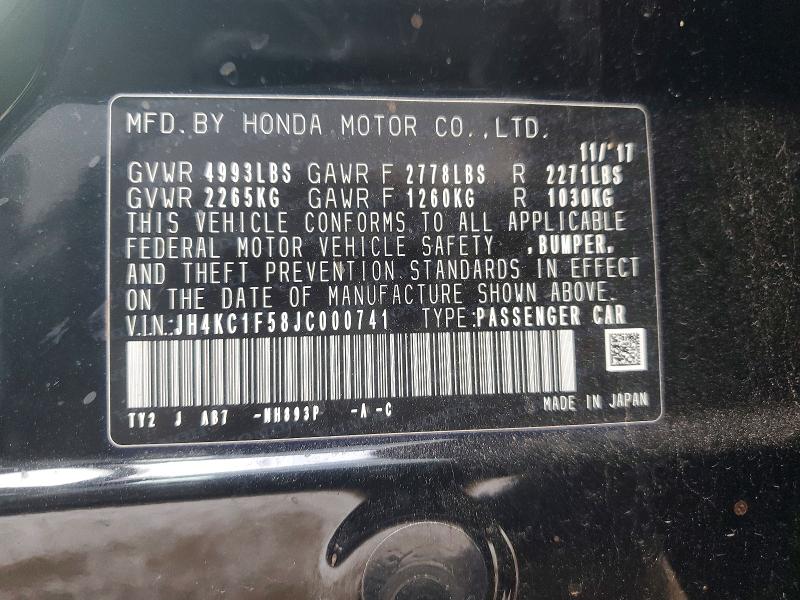 MFD. BY HONDA MOTOR CO., LTD.
11/ 17
GVWR 4993LBS GAWR F 2778LBS R 2271LBS
GVWR 2265KG GAWR F 1260KG R 1030KG
THIS VEHICLE CONFORMS TO ALL APPLICABLE
FEDERAL MOTOR VEHICLE SAFETY , BUMPER,
AND THEFT PREVENTION STANDARDS IN EFFECT
ON THE DATE OF MANUFACTURE SHOWN ABOVE.
V.I.N.:JH4KC1F58JC000741 TYPE:PASSENGER CAR
TY2 J AB7 -NH893P -A -C MADE IN JAPAN